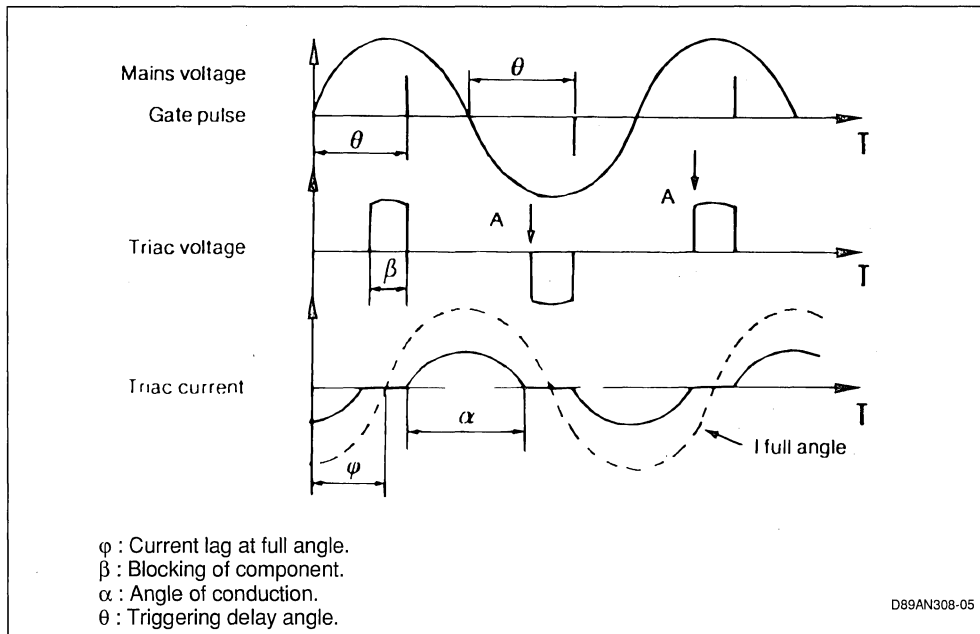 Mains voltage
θ
Gate pulse
T
θ
A
A
Triac voltage
T
β
Triac current
T
α
I full angle
φ
φ : Current lag at full angle.
β : Blocking of component.
α : Angle of conduction.
θ : Triggering delay angle.
D89AN308-05